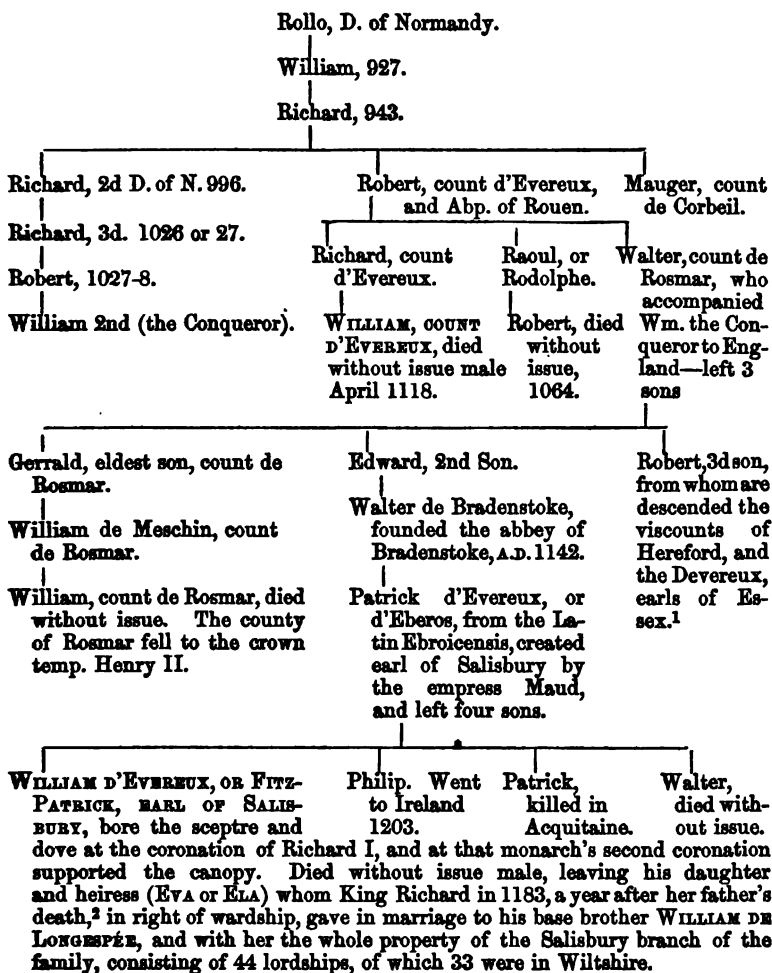 Rollo, D. of Normandy.
William, 927.
Richard, 943.
Richard, 2d D. of N. 996.
Richard, 3d. 1026 or 27.
Robert, 1027-8.
William 2nd (the Conqueror).
Robert, count d'Evereux,
and Abp. of Rouen.
Mauger, count
de Corbeil.
Richard, count
d'Evereux.
WILLIAM, COUNT
D'EVEREUX, died
without issue male
April 1118.
Raoul, or
Rodolphe.
Robert, died
without
issue,
1064.
Walter, count de
Rosmar, who
accompanied
Wm. the Con-
queror to Eng-
land—left 3
sons
Gerrald, eldest son, count de
Rosmar.
William de Meschin, count
de Rosmar.
William, count de Rosmar, died
without issue. The county
of Rosmar fell to the crown
temp. Henry II.
Edward, 2nd Son.
Walter de Bradenstoke,
founded the abbey of
Bradenstoke, A.D. 1142.
Patrick d'Evereux, or
d'Eberos, from the La-
tin Ebroicensis, created
earl of Salisbury by
the empress Maud,
and left four sons.
Robert, 3d son,
from whom are
descended the
viscounts of
Hereford, and
the Devereux,
earls of Es-
sex.¹
WILLIAM D'EVEREUX, OR FITZ-
PATRICK, EARL OF SALIS-
BURY, bore the sceptre and
Philip. Went
to Ireland
1203.
Patrick,
killed in
Acquitaine.
Walter,
died with-
out issue.
dove at the coronation of Richard I, and at that monarch's second coronation
supported the canopy. Died without issue male, leaving his daughter
and heiress (EVA or ELA) whom King Richard in 1183, a year after her father's
death,² in right of wardship, gave in marriage to his base brother WILLIAM DE
LONGESPÉE, and with her the whole property of the Salisbury branch of the
family, consisting of 44 lordships, of which 33 were in Wiltshire.